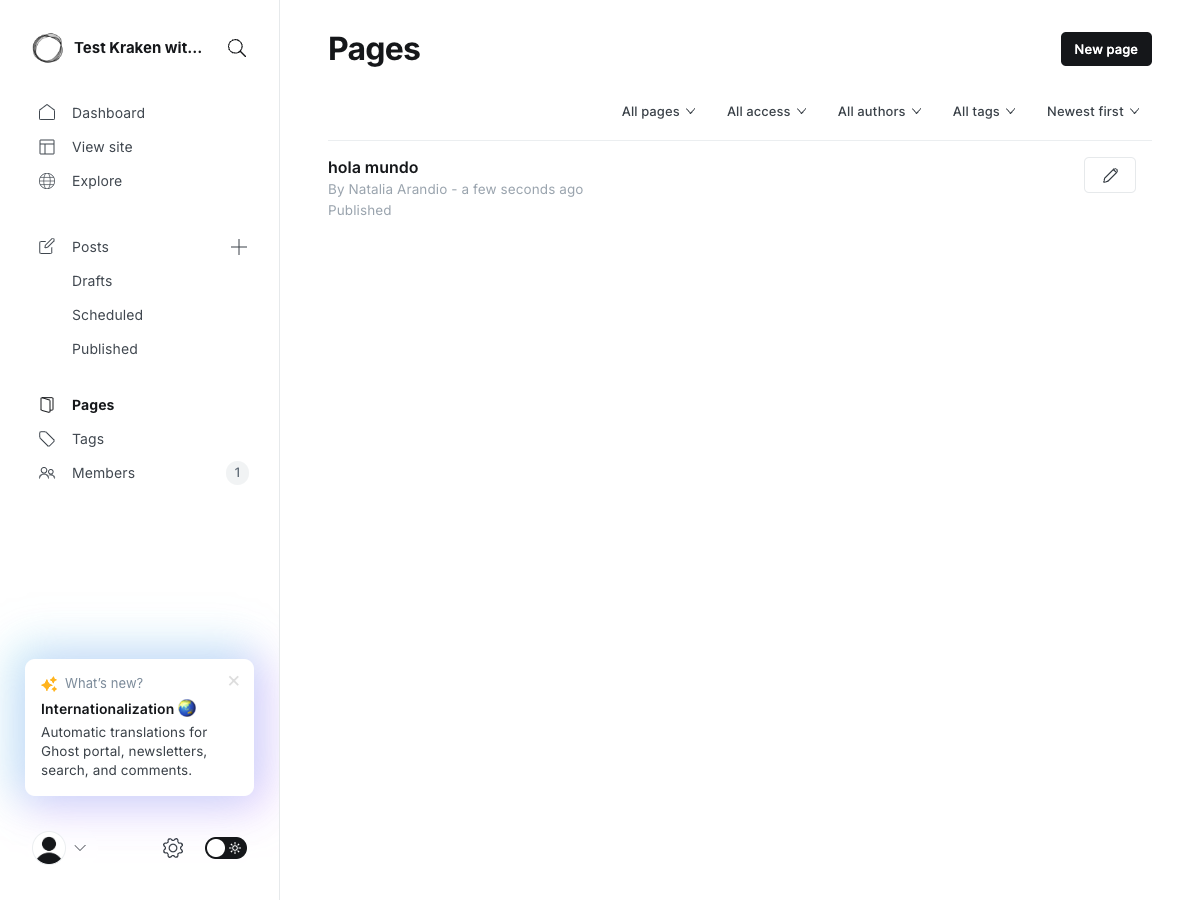 Test Kraken wit...
Dashboard
View site
Explore
Posts
Drafts
Scheduled
Published
Pages
Tags
Members
1
What's new?
Internationalization
Automatic translations for
Ghost portal, newsletters,
search, and comments.
Pages
New page
All pages
All access
All authors
All tags
Newest first
hola mundo
By Natalia Arandio - a few seconds ago
Published